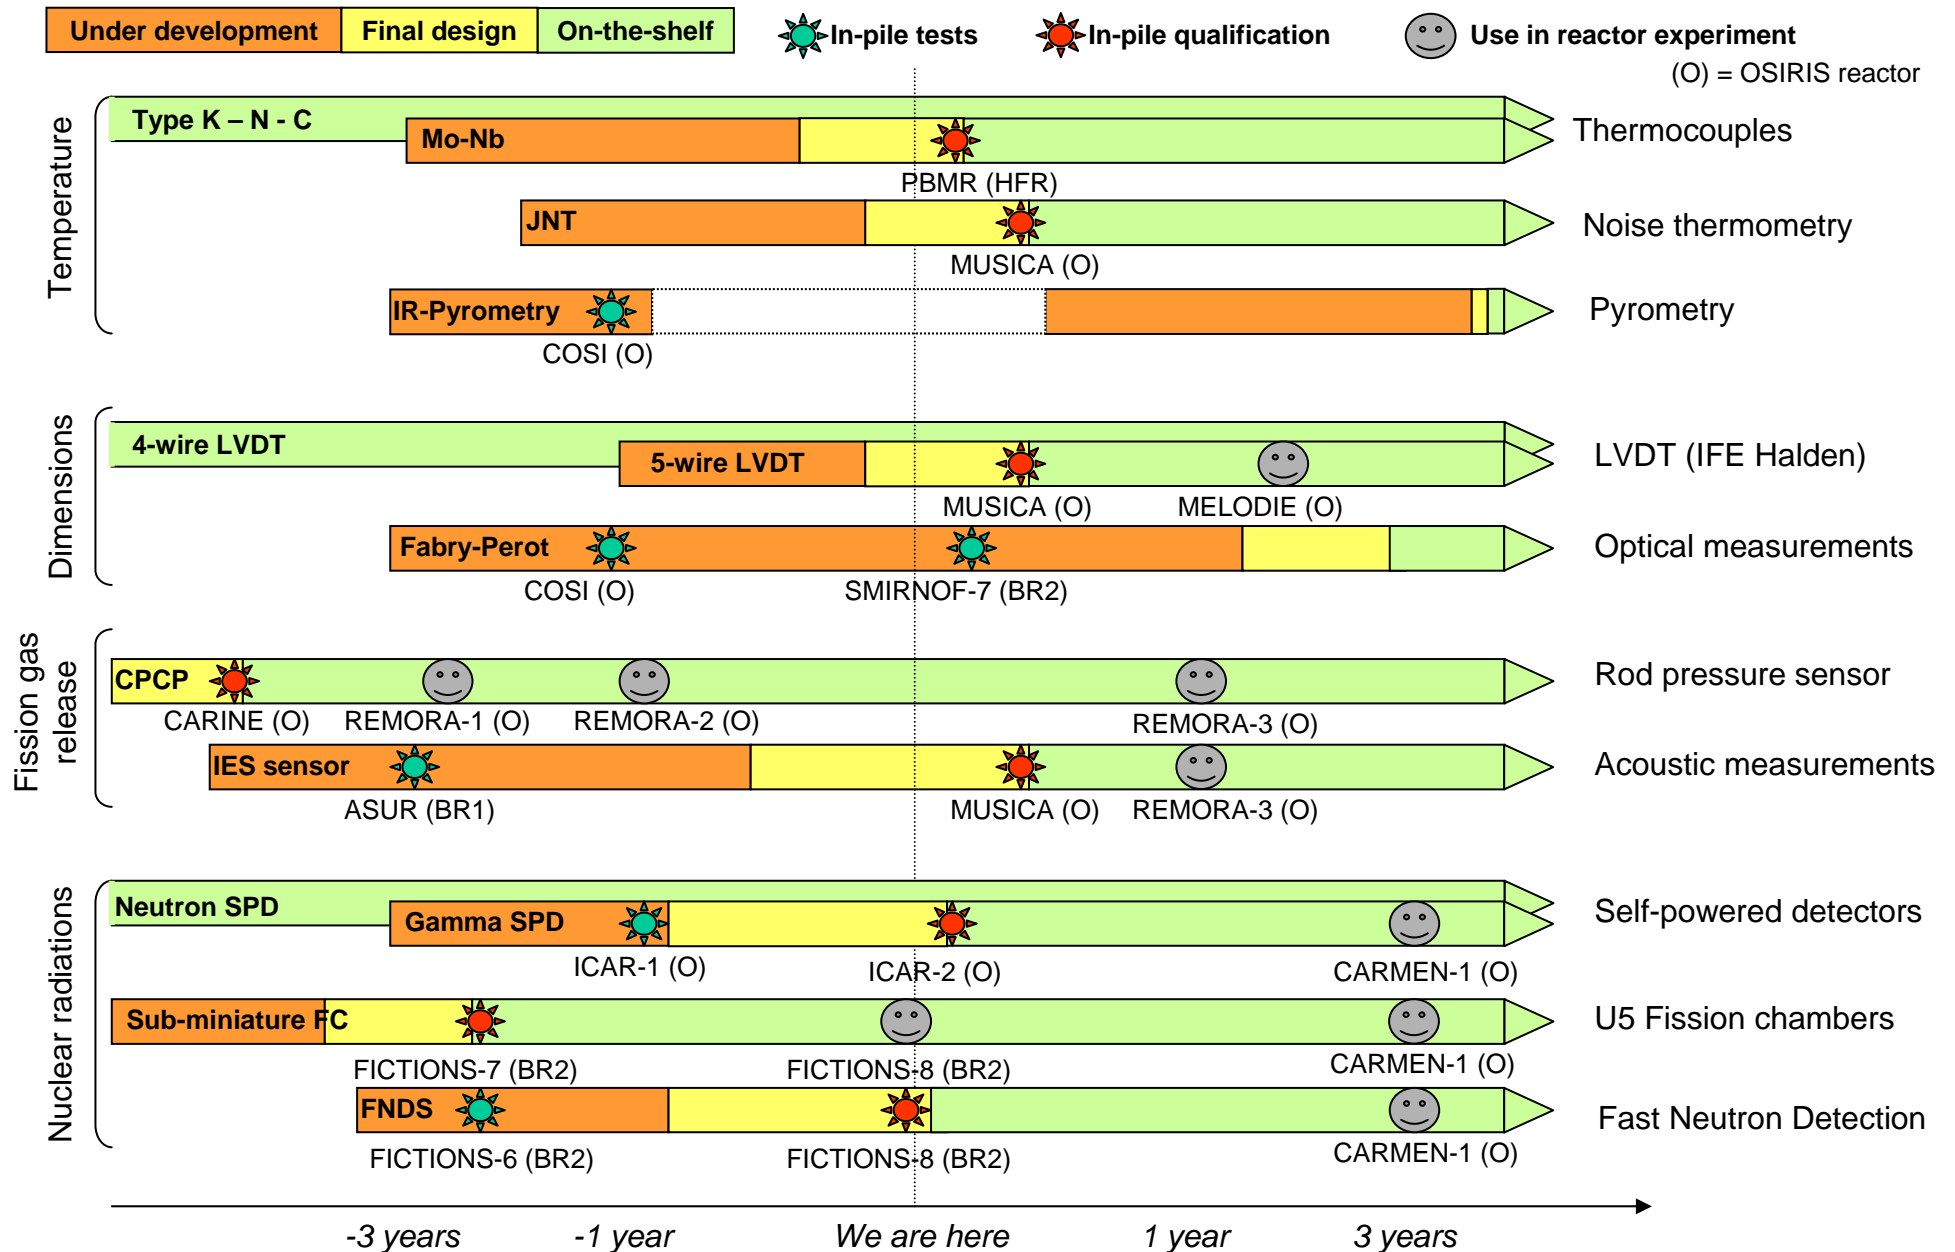 Under development Final design On-the-shelf In-pile tests In-pile qualification Use in reactor experiment
(O) = OSIRIS reactor
Temperature
Type K – N - C
Thermocouples
Mo-Nb
PBMR (HFR)
JNT
Noise thermometry
MUSICA (O)
IR-Pyrometry
Pyrometry
COSI (O)
Dimensions
4-wire LVDT
LVDT (IFE Halden)
5-wire LVDT
MUSICA (O) MELODIE (O)
Fabry-Perot
Optical measurements
COSI (O) SMIRNOF-7 (BR2)
Fission gas
release
CPCP
Rod pressure sensor
CARINE (O) REMORA-1 (O) REMORA-2 (O) REMORA-3 (O)
IES sensor
Acoustic measurements
ASUR (BR1) MUSICA (O) REMORA-3 (O)
Nuclear radiations
Neutron SPD
Gamma SPD
Self-powered detectors
ICAR-1 (O) ICAR-2 (O) CARMEN-1 (O)
Sub-miniature FC
U5 Fission chambers
FICTIONS-7 (BR2) FICTIONS-8 (BR2) CARMEN-1 (O)
FNDS
Fast Neutron Detection
FICTIONS-6 (BR2) FICTIONS-8 (BR2) CARMEN-1 (O)
-3 years -1 year We are here 1 year 3 years